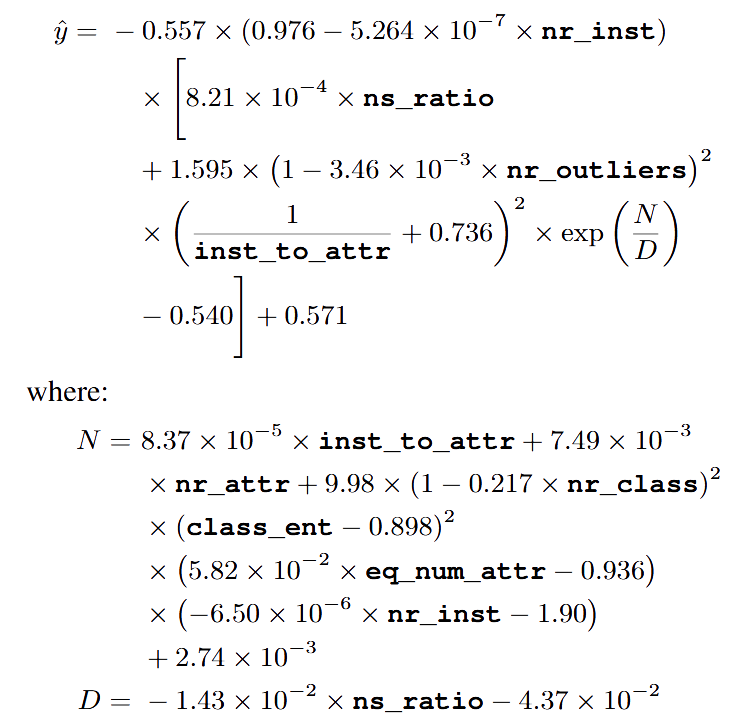 ŷ = − 0.557 × (0.976 − 5.264 × 10⁻⁷ × nr_inst)
× [8.21 × 10⁻⁴ × ns_ratio
+ 1.595 × (1 − 3.46 × 10⁻³ × nr_outliers)²
× (1/inst_to_attr + 0.736)² × exp (N/D)
− 0.540] + 0.571
where:
N = 8.37 × 10⁻⁵ × inst_to_attr + 7.49 × 10⁻³
× nr_attr + 9.98 × (1 − 0.217 × nr_class)²
× (class_ent − 0.898)²
× (5.82 × 10⁻² × eq_num_attr − 0.936)
× (−6.50 × 10⁻⁶ × nr_inst − 1.90)
+ 2.74 × 10⁻³
D = − 1.43 × 10⁻² × ns_ratio − 4.37 × 10⁻²